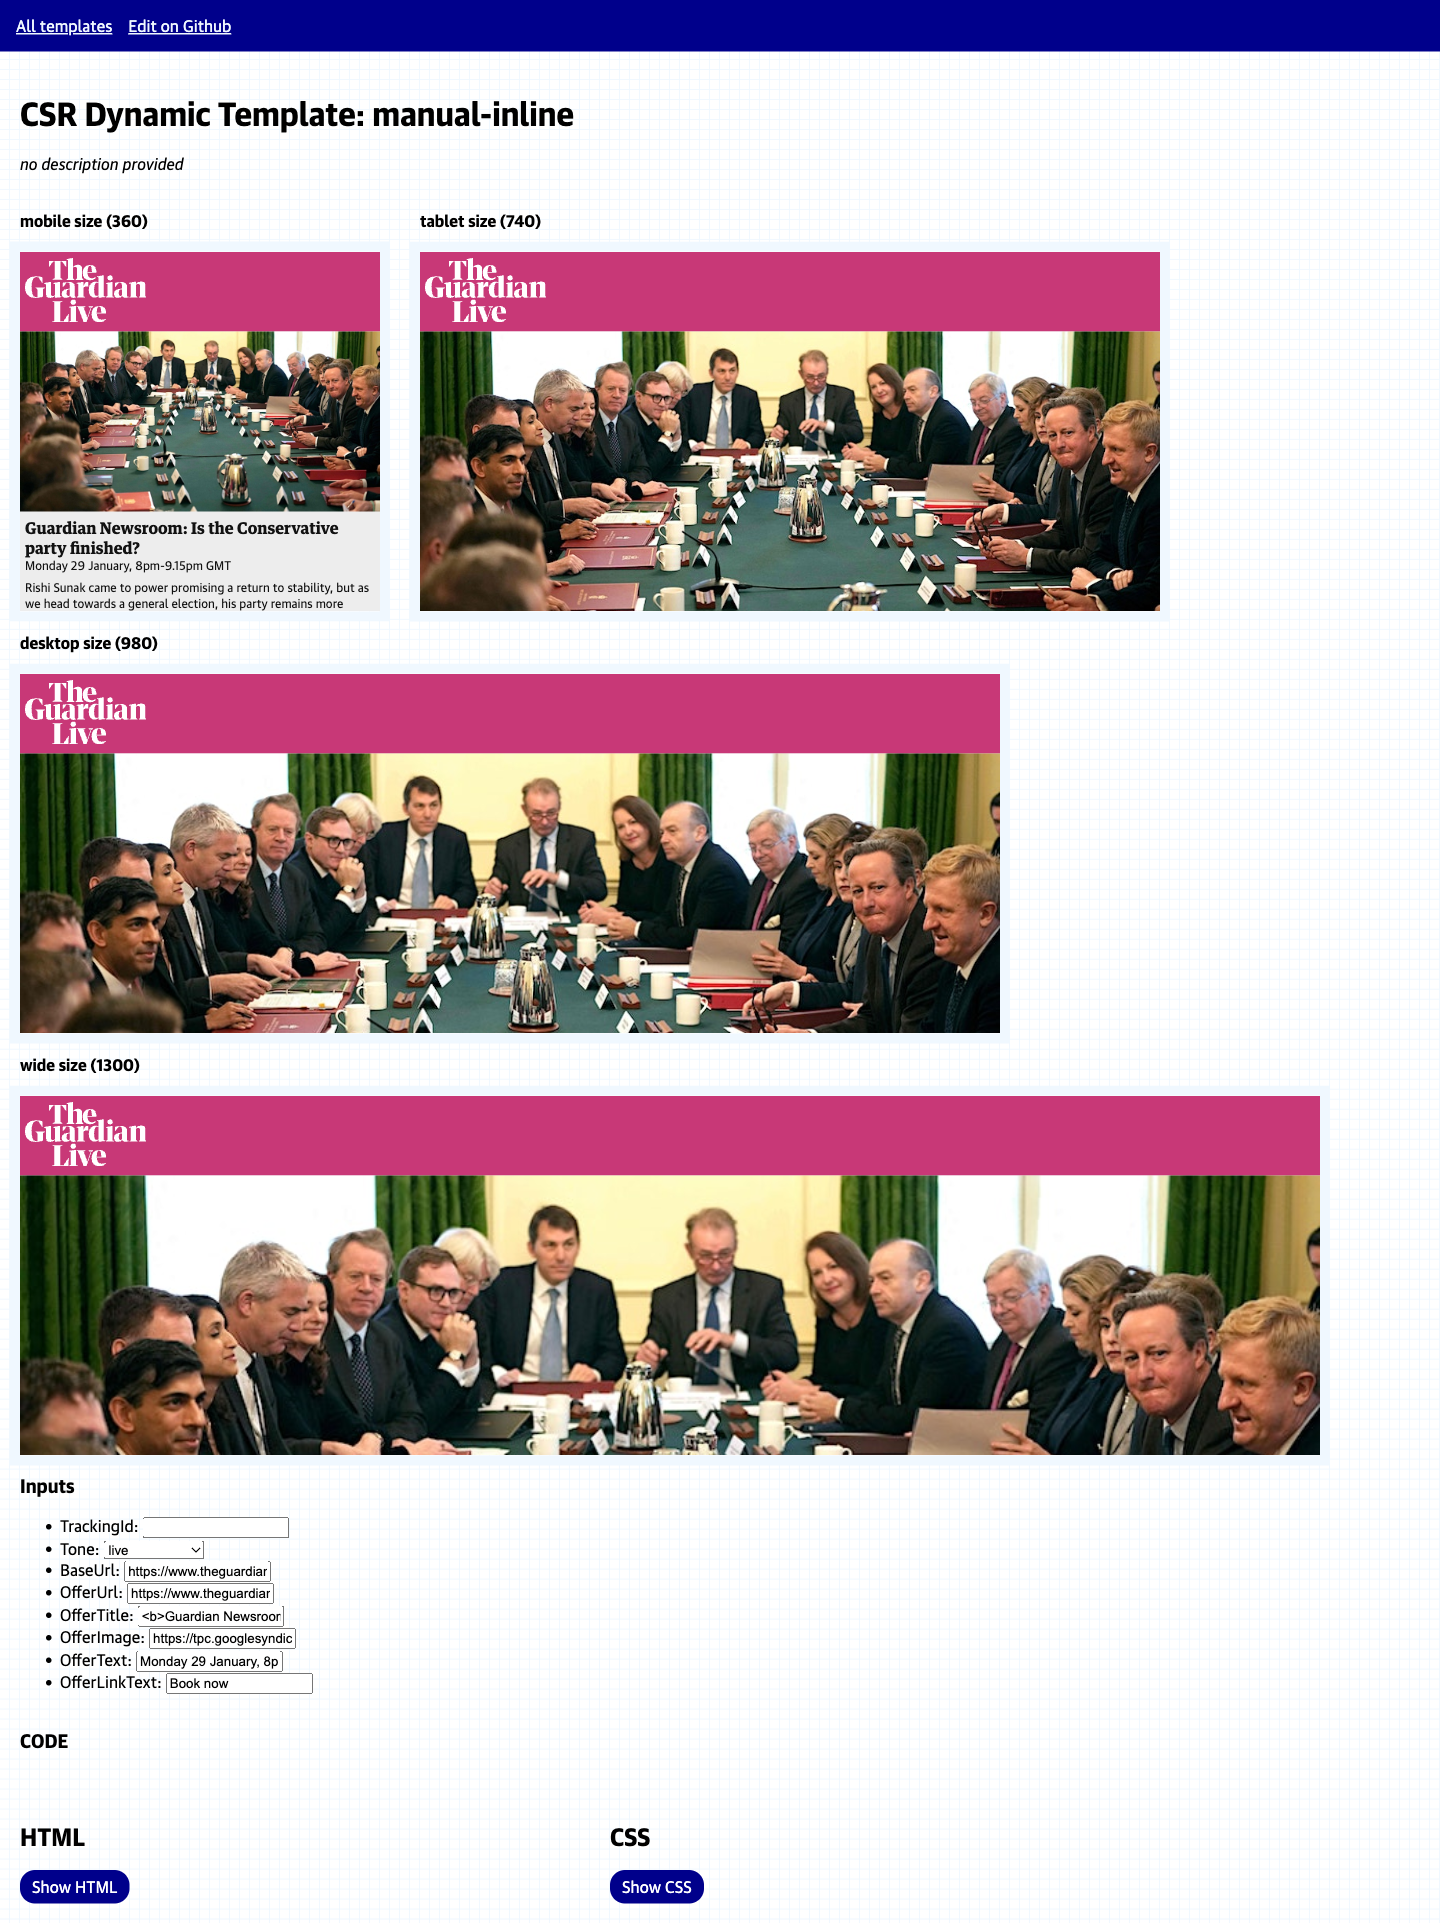 All templates Edit on Github
CSR Dynamic Template: manual-inline
no description provided
mobile size (360)
The
Guardian
Live
Guardian Newsroom: Is the Conservative
party finished?
Monday 29 January, 8pm-9.15pm GMT
Rishi Sunak came to power promising a return to stability, but as
we head towards a general election, his party remains more
tablet size (740)
The
Guardian
Live
desktop size (980)
The
Guardian
Live
wide size (1300)
The
Guardian
Live
Inputs
TrackingId:
Tone: live
BaseUrl: https://www.theguardian
OfferUrl: https://www.theguardian
OfferTitle: <b>Guardian Newsroom
OfferImage: https://tpc.googlesyndic
OfferText: Monday 29 January, 8p
OfferLinkText: Book now
CODE
HTML
Show HTML
CSS
Show CSS